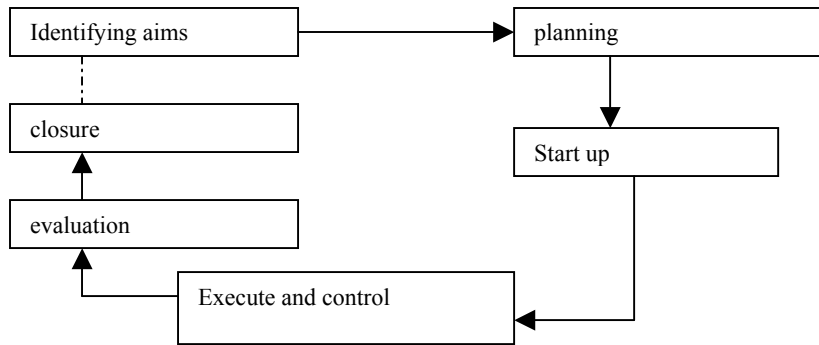 Identifying aims
planning
Start up
Execute and control
evaluation
closure